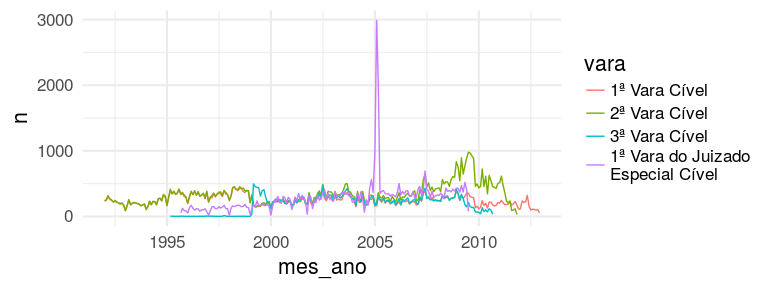 3000
2000
1000
0
n
1995
2000
2005
2010
mes_ano
vara
1ª Vara Cível
2ª Vara Cível
3ª Vara Cível
1ª Vara do Juizado
Especial Cível